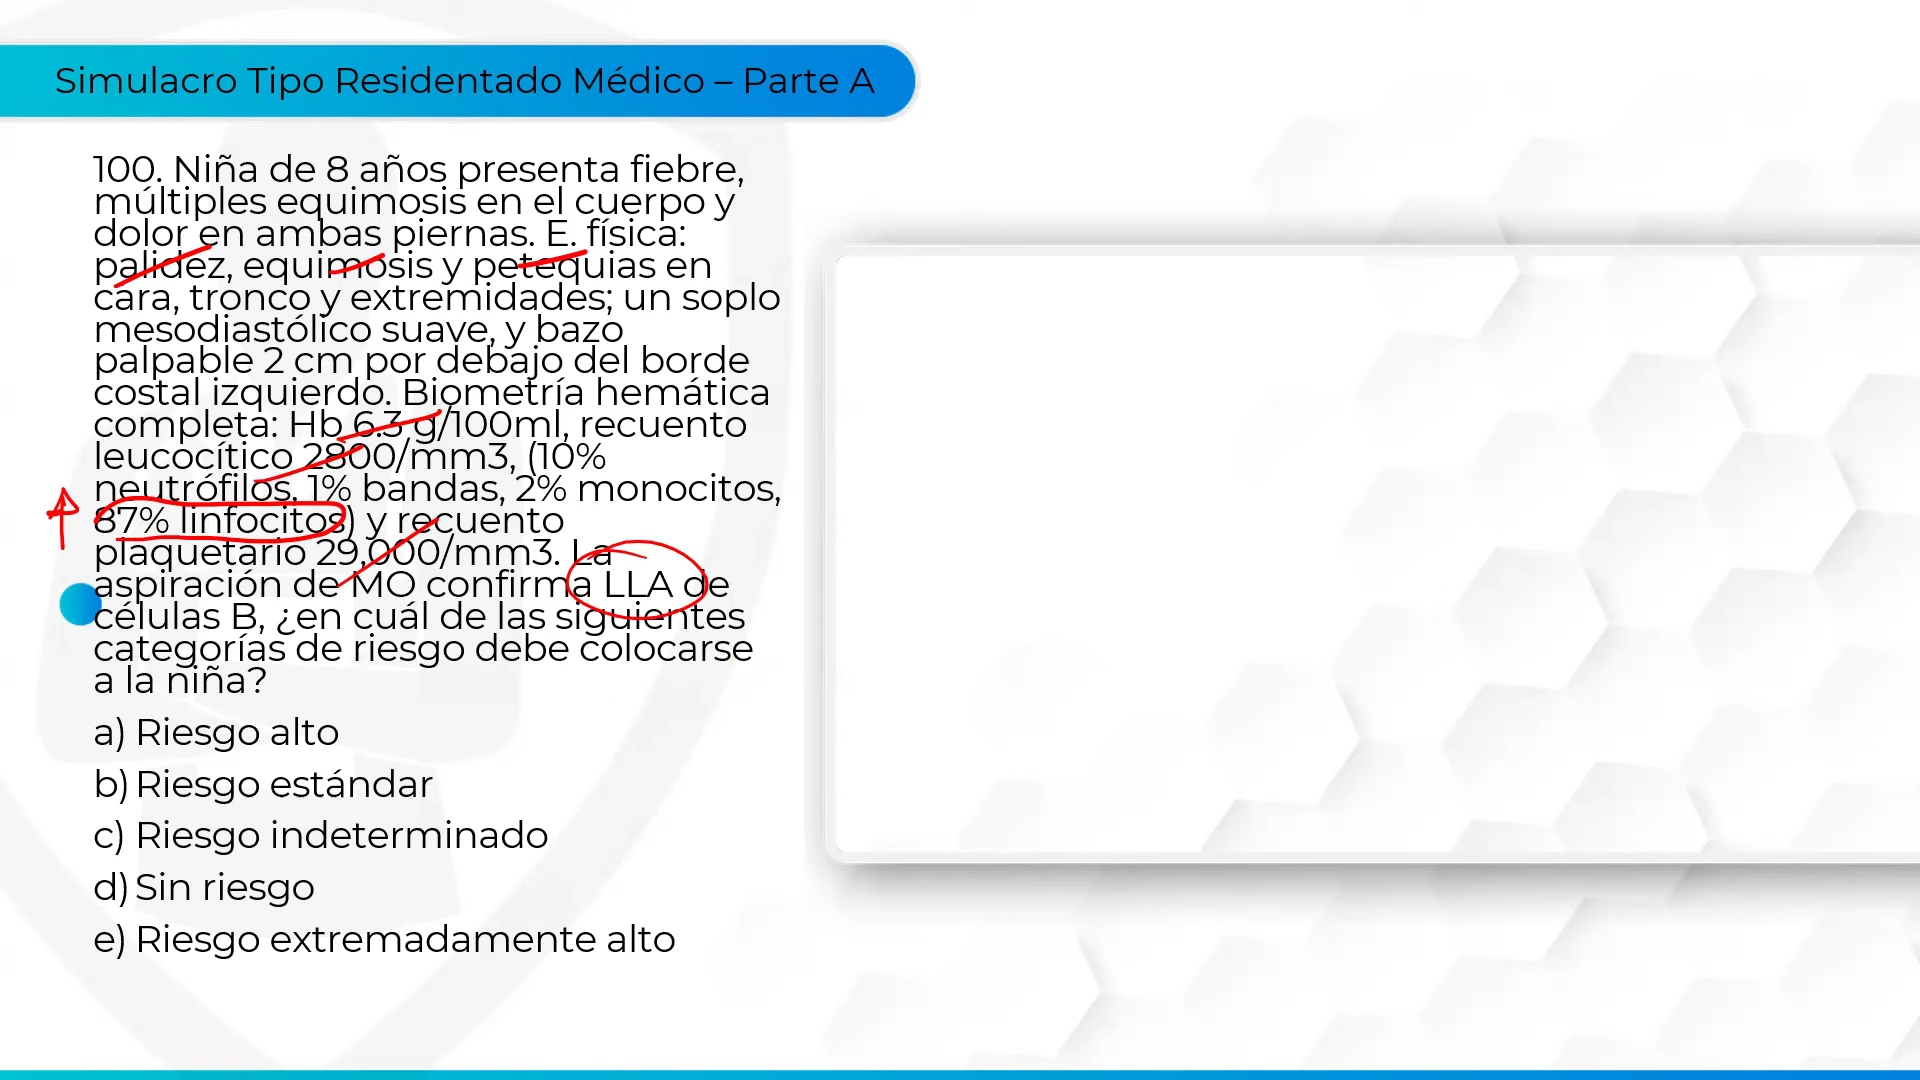 Simulacro Tipo Residentado Médico – Parte A
100. Niña de 8 años presenta fiebre,
múltiples equimosis en el cuerpo y
dolor en ambas piernas. E. física:
palidez, equimosis y petequias en
cara, tronco y extremidades; un soplo
mesodiastólico suave, y bazo
palpable 2 cm por debajo del borde
costal izquierdo. Biometría hemática
completa: Hb 6.3 g/100ml, recuento
leucocítico 2800/mm3, (10%
neutrófilos, 1% bandas, 2% monocitos,
87% linfocitos) y recuento
plaquetario 29,000/mm3. La
aspiración de MO confirma LLA de
células B, ¿en cuál de las siguientes
categorías de riesgo debe colocarse
a la niña?
a) Riesgo alto
b) Riesgo estándar
c) Riesgo indeterminado
d) Sin riesgo
e) Riesgo extremadamente alto